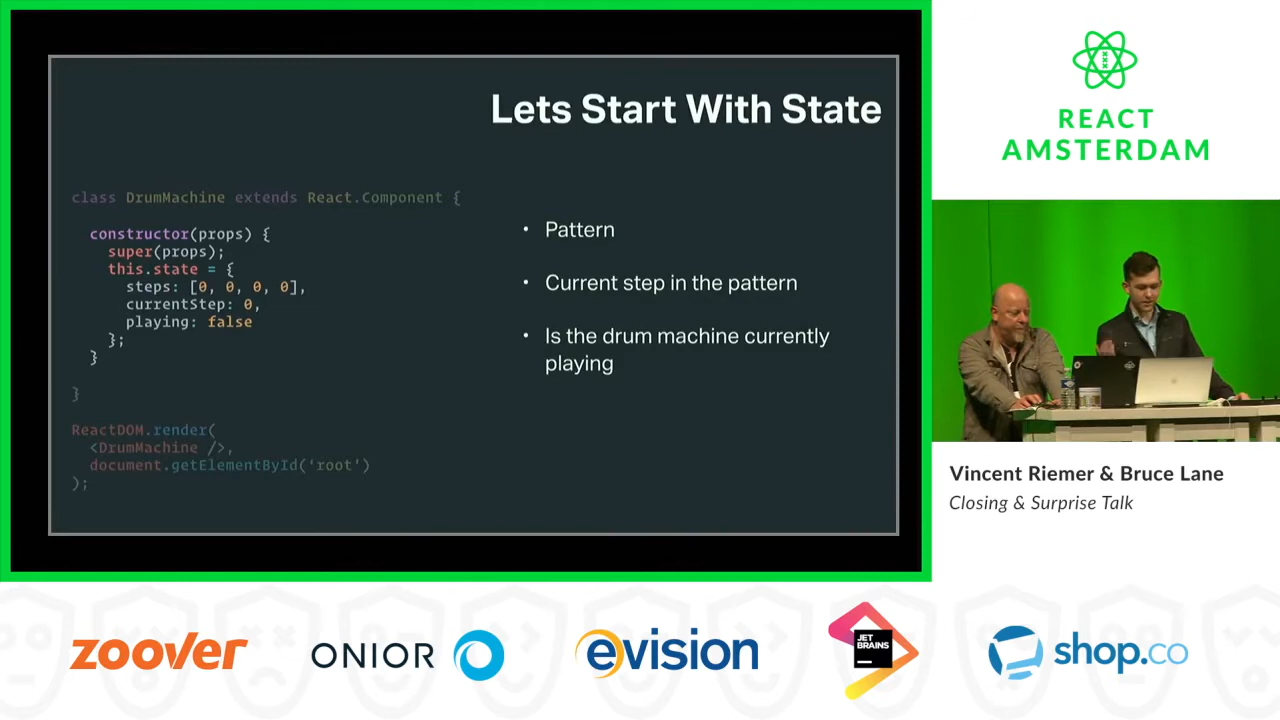 Lets Start With State
class DrumMachine extends React.Component {
constructor(props) {
super(props);
this.state = {
steps: [0, 0, 0, 0],
currentStep: 0,
playing: false
};
}
}
ReactDOM.render(
<DrumMachine />,
document.getElementById(‘root’)
);
• Pattern
• Current step in the pattern
• Is the drum machine currently
playing
REACT
AMSTERDAM
Vincent Riemer & Bruce Lane
Closing & Surprise Talk
zoover
ONIOR
evision
JET
BRAINS
shop.co